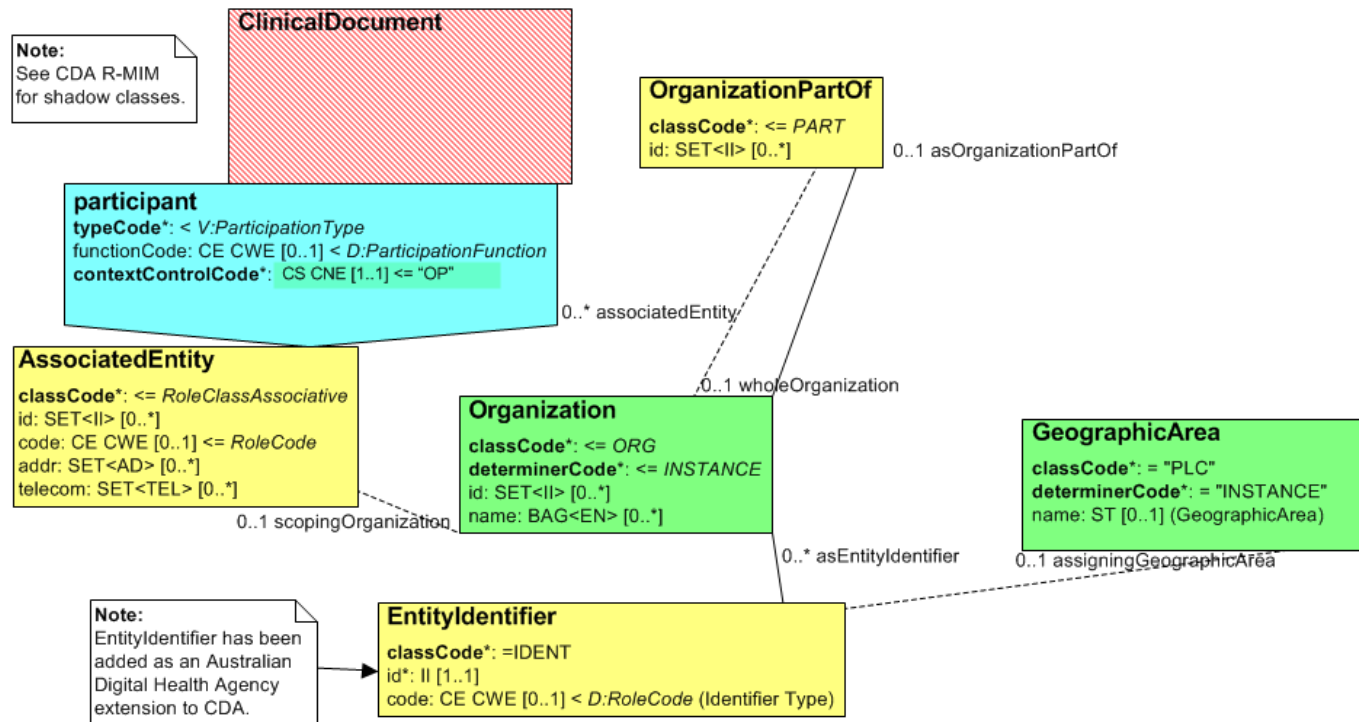 ClinicalDocument
Note:
See CDA R-MIM
for shadow classes.
OrganizationPartOf
classCode*: <= PART
id: SET<II> [0..*]
0..1 asOrganizationPartOf
participant
typeCode*: < V:ParticipationType
functionCode: CE CWE [0..1] < D:ParticipationFunction
contextControlCode*: CS CNE [1..1] <= "OP"
0..* associatedEntity
AssociatedEntity
classCode*: <= RoleClassAssociative
id: SET<II> [0..*]
code: CE CWE [0..1] <= RoleCode
addr: SET<AD> [0..*]
telecom: SET<TEL> [0..*]
0..1 wholeOrganization
Organization
classCode*: <= ORG
determinerCode*: <= INSTANCE
id: SET<II> [0..*]
name: BAG<EN> [0..*]
GeographicArea
classCode*: = "PLC"
determinerCode*: = "INSTANCE"
name: ST [0..1] (GeographicArea)
0..1 scopingOrganization
0..* asEntityIdentifier
0..1 assigningGeographicArea
Note:
EntityIdentifier has been
added as an Australian
Digital Health Agency
extension to CDA.
EntityIdentifier
classCode*: =IDENT
id*: II [1..1]
code: CE CWE [0..1] < D:RoleCode (Identifier Type)